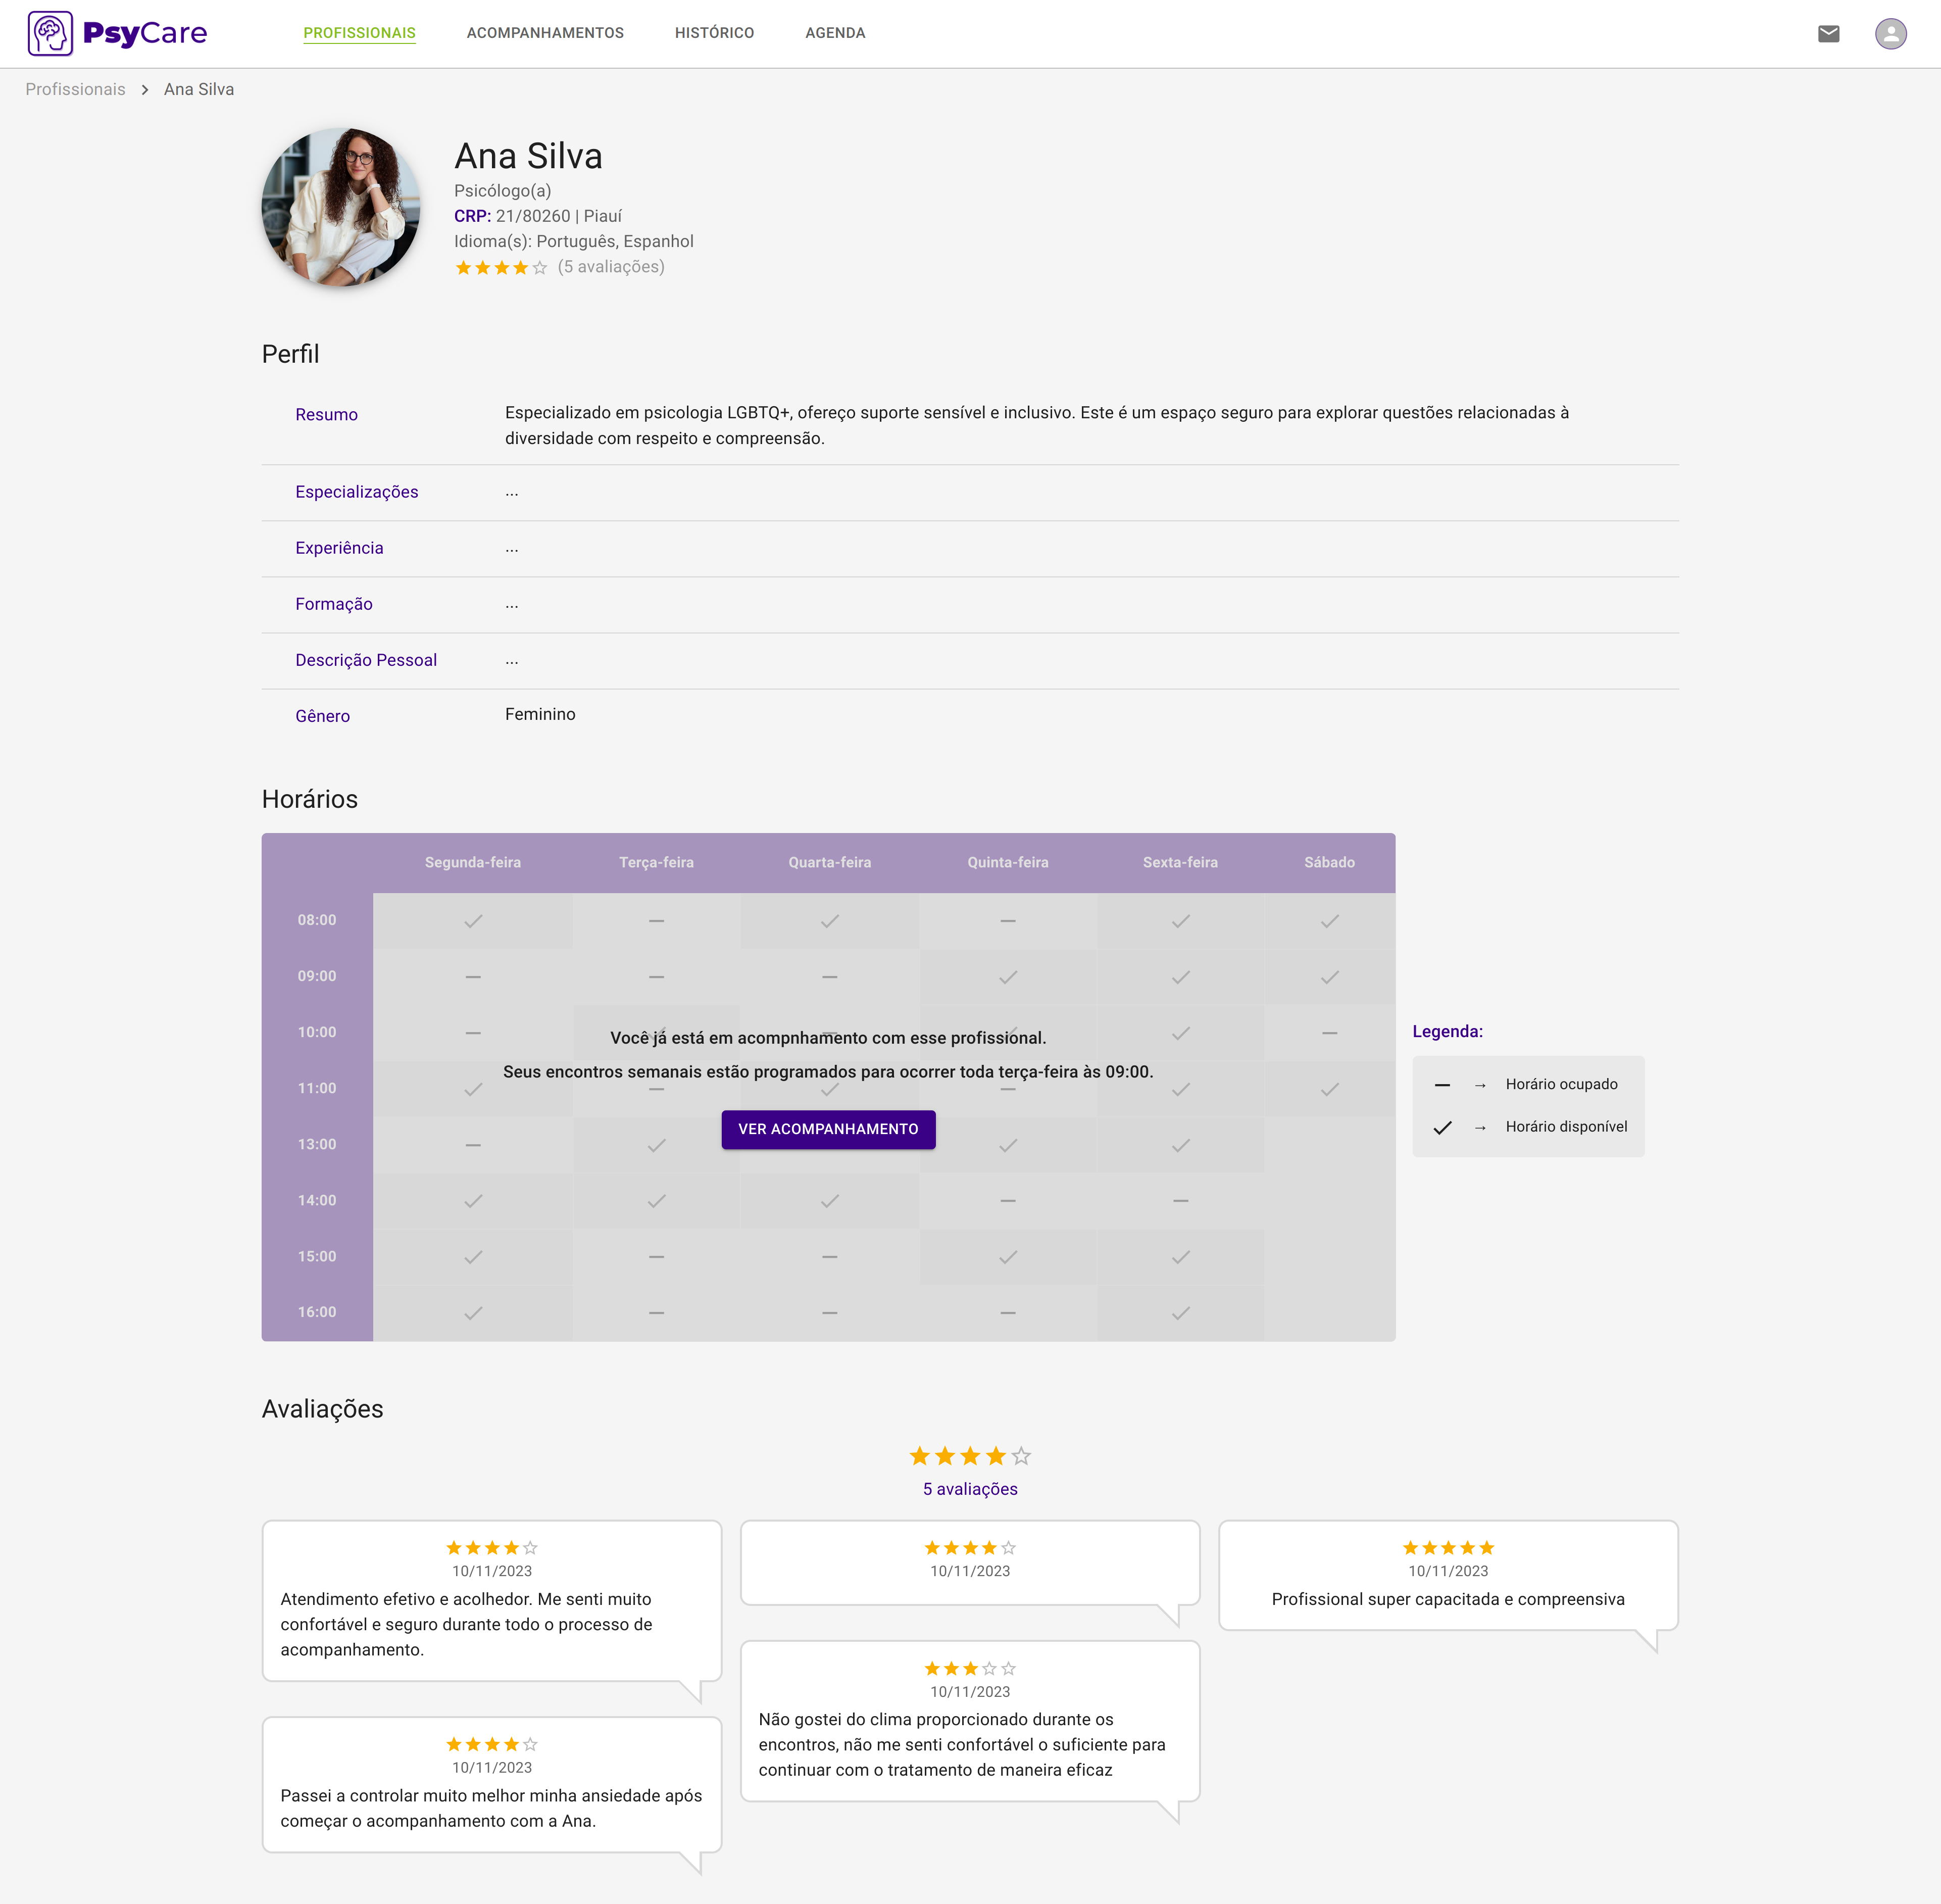 PsyCare
PROFISSIONAIS
ACOMPANHAMENTOS
HISTÓRICO
AGENDA
Profissionais
Ana Silva
Ana Silva
Psicólogo(a)
CRP: 21/80260 | Piauí
Idioma(s): Português, Espanhol
(5 avaliações)
Perfil
Resumo
Especializado em psicologia LGBTQ+, ofereço suporte sensível e inclusivo. Este é um espaço seguro para explorar questões relacionadas à
diversidade com respeito e compreensão.
Especializações
...
Experiência
...
Formação
...
Descrição Pessoal
...
Gênero
Feminino
Horários
Segunda-feira
Terça-feira
Quarta-feira
Quinta-feira
Sexta-feira
Sábado
08:00
09:00
10:00
11:00
13:00
14:00
15:00
16:00
Você já está em acompnhamento com esse profissional.
Seus encontros semanais estão programados para ocorrer toda terça-feira às 09:00.
VER ACOMPANHAMENTO
Legenda:
— → Horário ocupado
✓ → Horário disponível
Avaliações
5 avaliações
10/11/2023
Atendimento efetivo e acolhedor. Me senti muito
confortável e seguro durante todo o processo de
acompanhamento.
10/11/2023
Passei a controlar muito melhor minha ansiedade após
começar o acompanhamento com a Ana.
10/11/2023
10/11/2023
Não gostei do clima proporcionado durante os
encontros, não me senti confortável o suficiente para
continuar com o tratamento de maneira eficaz
10/11/2023
Profissional super capacitada e compreensiva